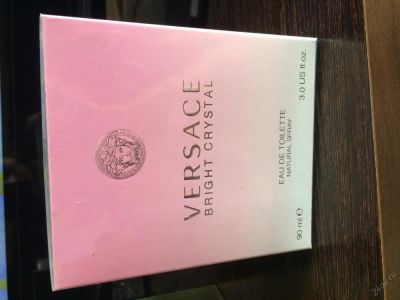 VERSACE
BRIGHT CRYSTAL
EAU DE TOILETTE
NATURAL SPRAY
90 ml ℮
3.0 US fl.oz.